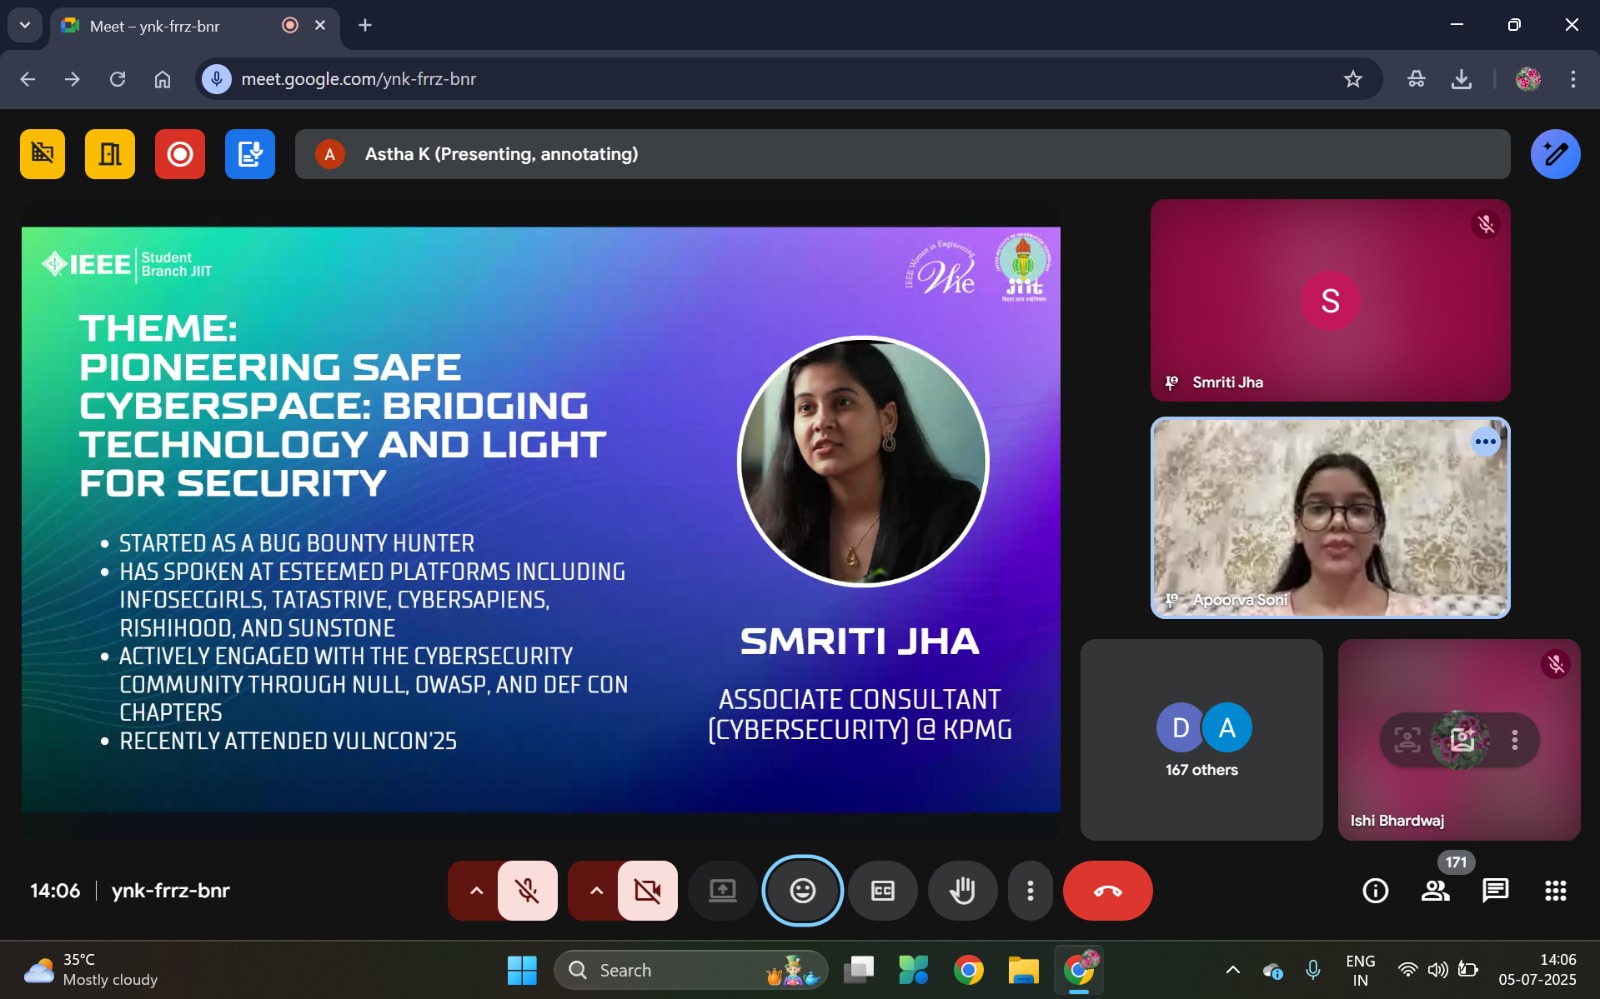 Meet – ynk-frrz-bnr
meet.google.com/ynk-frrz-bnr
A
Astha K (Presenting, annotating)
IEEE
Student
Branch JIIT
IEEE Women in Engineering
Wie
JIIT
THEME:
PIONEERING SAFE
CYBERSPACE: BRIDGING
TECHNOLOGY AND LIGHT
FOR SECURITY
• STARTED AS A BUG BOUNTY HUNTER
• HAS SPOKEN AT ESTEEMED PLATFORMS INCLUDING
INFOSECGIRLS, TATASTRIVE, CYBERSAPIENS,
RISHIHOOD, AND SUNSTONE
• ACTIVELY ENGAGED WITH THE CYBERSECURITY
COMMUNITY THROUGH NULL, OWASP, AND DEF CON
CHAPTERS
• RECENTLY ATTENDED VULNCON'25
SMRITI JHA
ASSOCIATE CONSULTANT
(CYBERSECURITY) @ KPMG
S
Smriti Jha
Apoorva Soni
D
A
167 others
Ishi Bhardwaj
14:06
ynk-frrz-bnr
CC
171
35°C
Mostly cloudy
Search
ENG
IN
14:06
05-07-2025